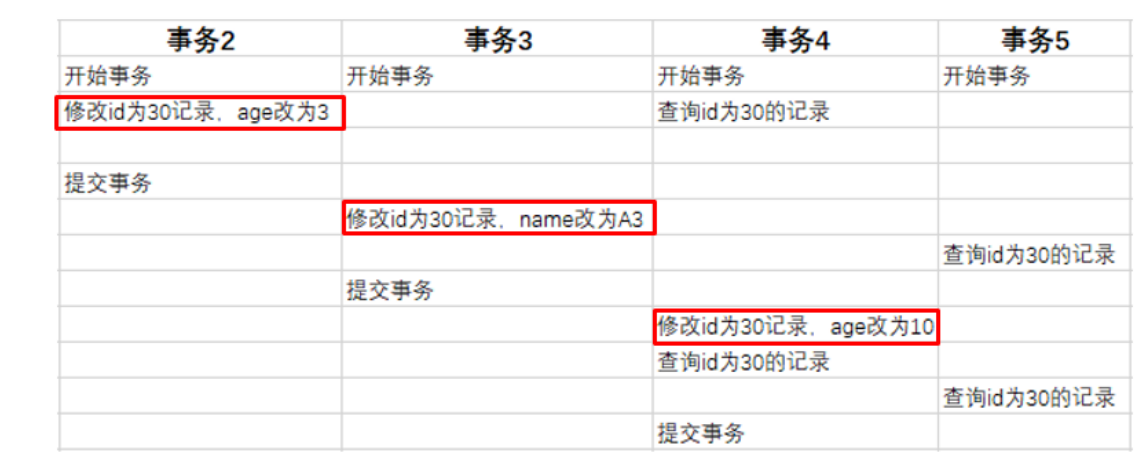 事务2 事务3 事务4 事务5
开始事务 开始事务 开始事务 开始事务
修改id为30记录，age改为3 查询id为30的记录
提交事务
修改id为30记录，name改为A3
查询id为30的记录
提交事务
修改id为30记录，age改为10
查询id为30的记录
查询id为30的记录
提交事务